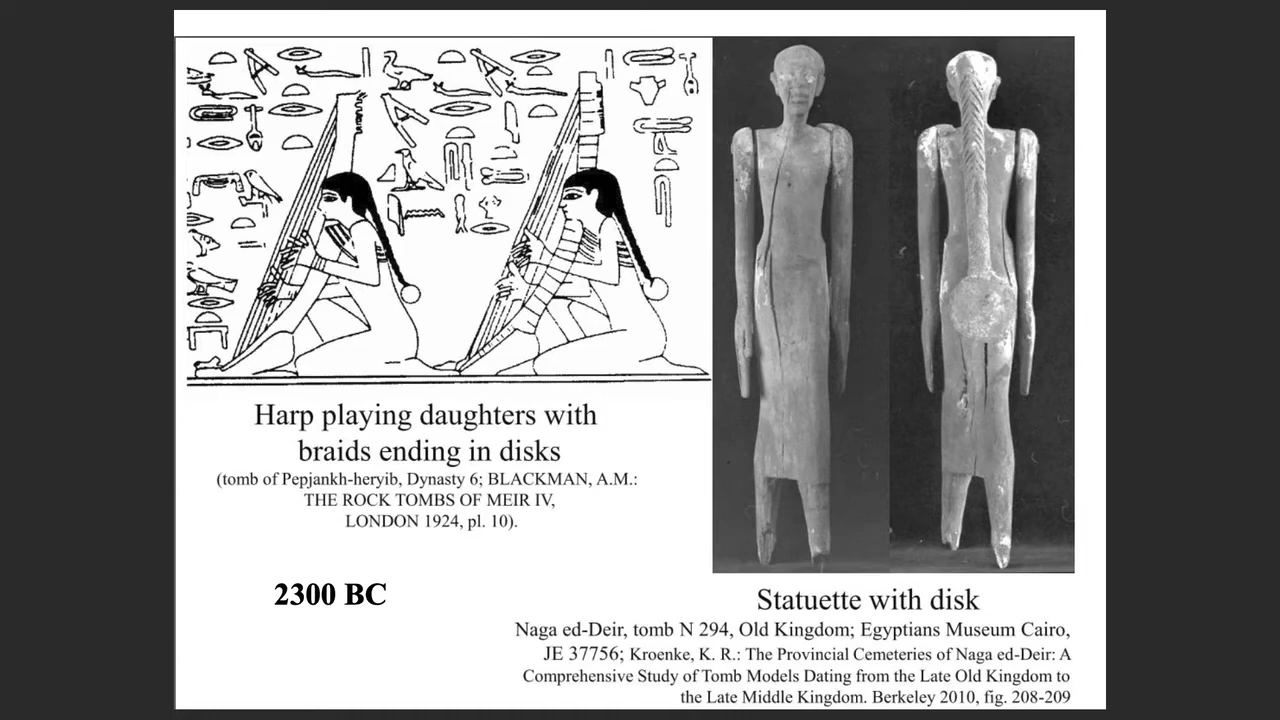 Harp playing daughters with
braids ending in disks
(tomb of Pepjankh-heryib, Dynasty 6; BLACKMAN, A.M.:
THE ROCK TOMBS OF MEIR IV,
LONDON 1924, pl. 10).
2300 BC
Statuette with disk
Naga ed-Deir, tomb N 294, Old Kingdom; Egyptians Museum Cairo,
JE 37756; Kroenke, K. R.: The Provincial Cemeteries of Naga ed-Deir: A
Comprehensive Study of Tomb Models Dating from the Late Old Kingdom to
the Late Middle Kingdom. Berkeley 2010, fig. 208-209